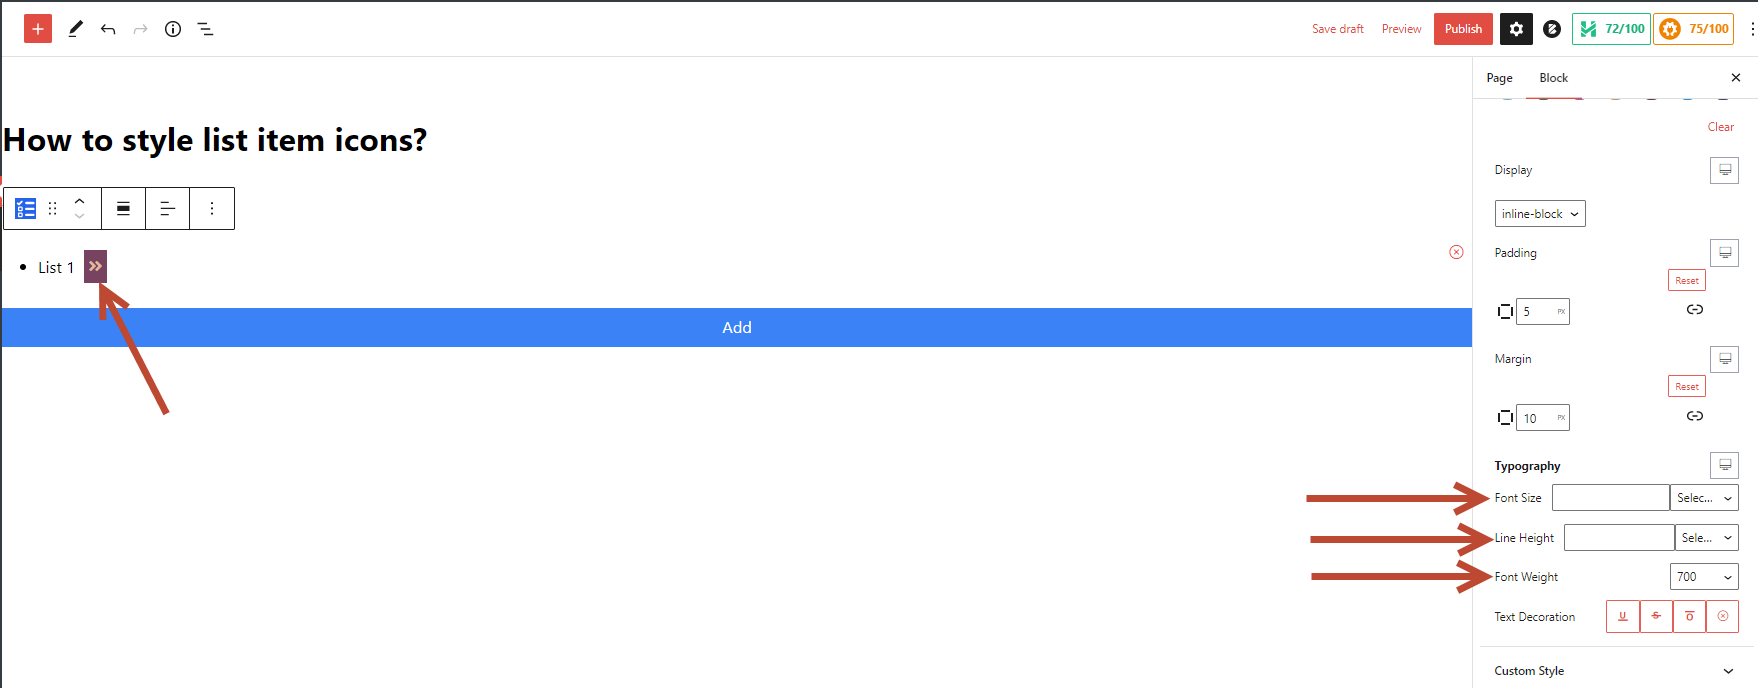 Save draft Preview Publish 72/100 75/100
Page Block
Clear
How to style list item icons?
Display
inline-block
Padding
List 1
Reset
5 PX
Add
Margin
Reset
10 PX
Typography
Font Size Selec...
Line Height Sele...
Font Weight 700
Text Decoration U S O
Custom Style